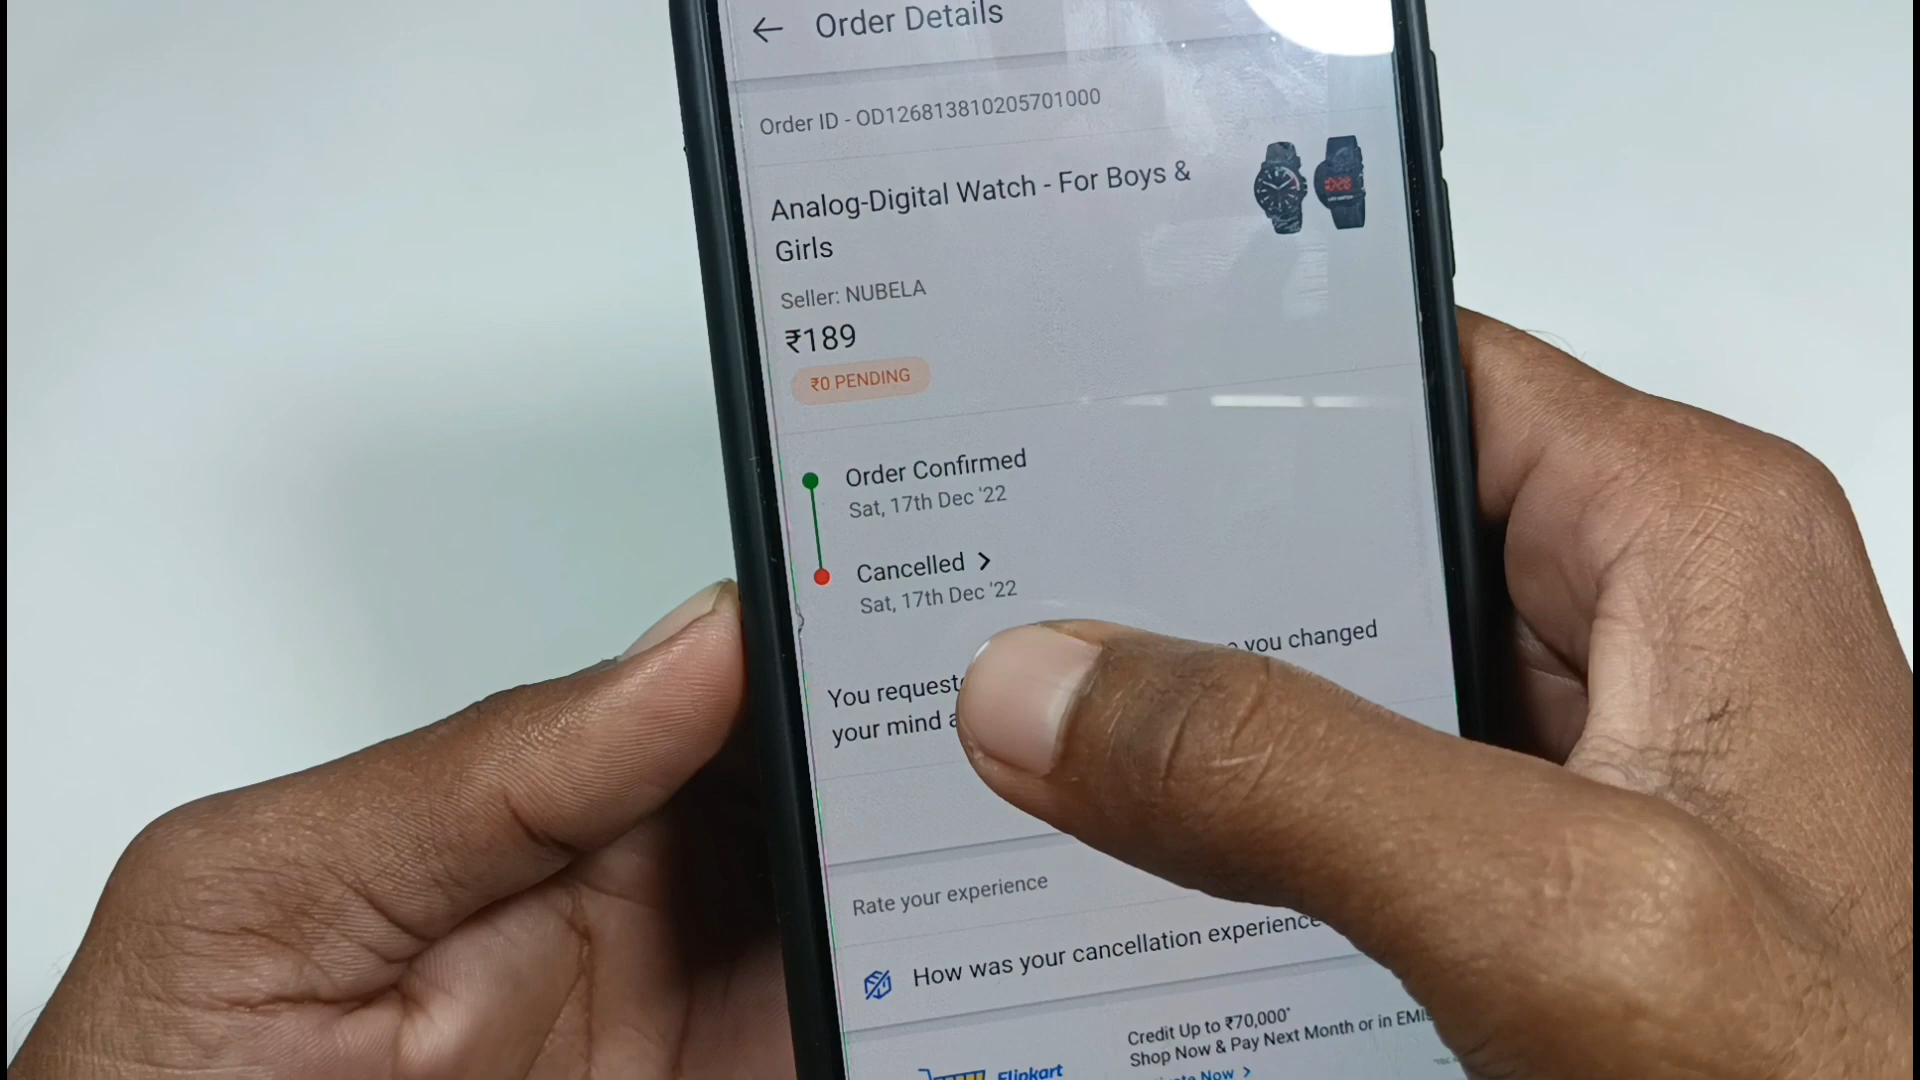 Order Details
Order ID - OD126813810205701000
Analog-Digital Watch - For Boys &
Girls
Seller: NUBELA
₹189
₹0 PENDING
Order Confirmed
Sat, 17th Dec '22
Cancelled
Sat, 17th Dec '22
you changed
You
your mind
Rate your experience
How was your cancellation experience
Credit Up to ₹70,000*
Shop Now & Pay Next Month or in
Flipkart
Now